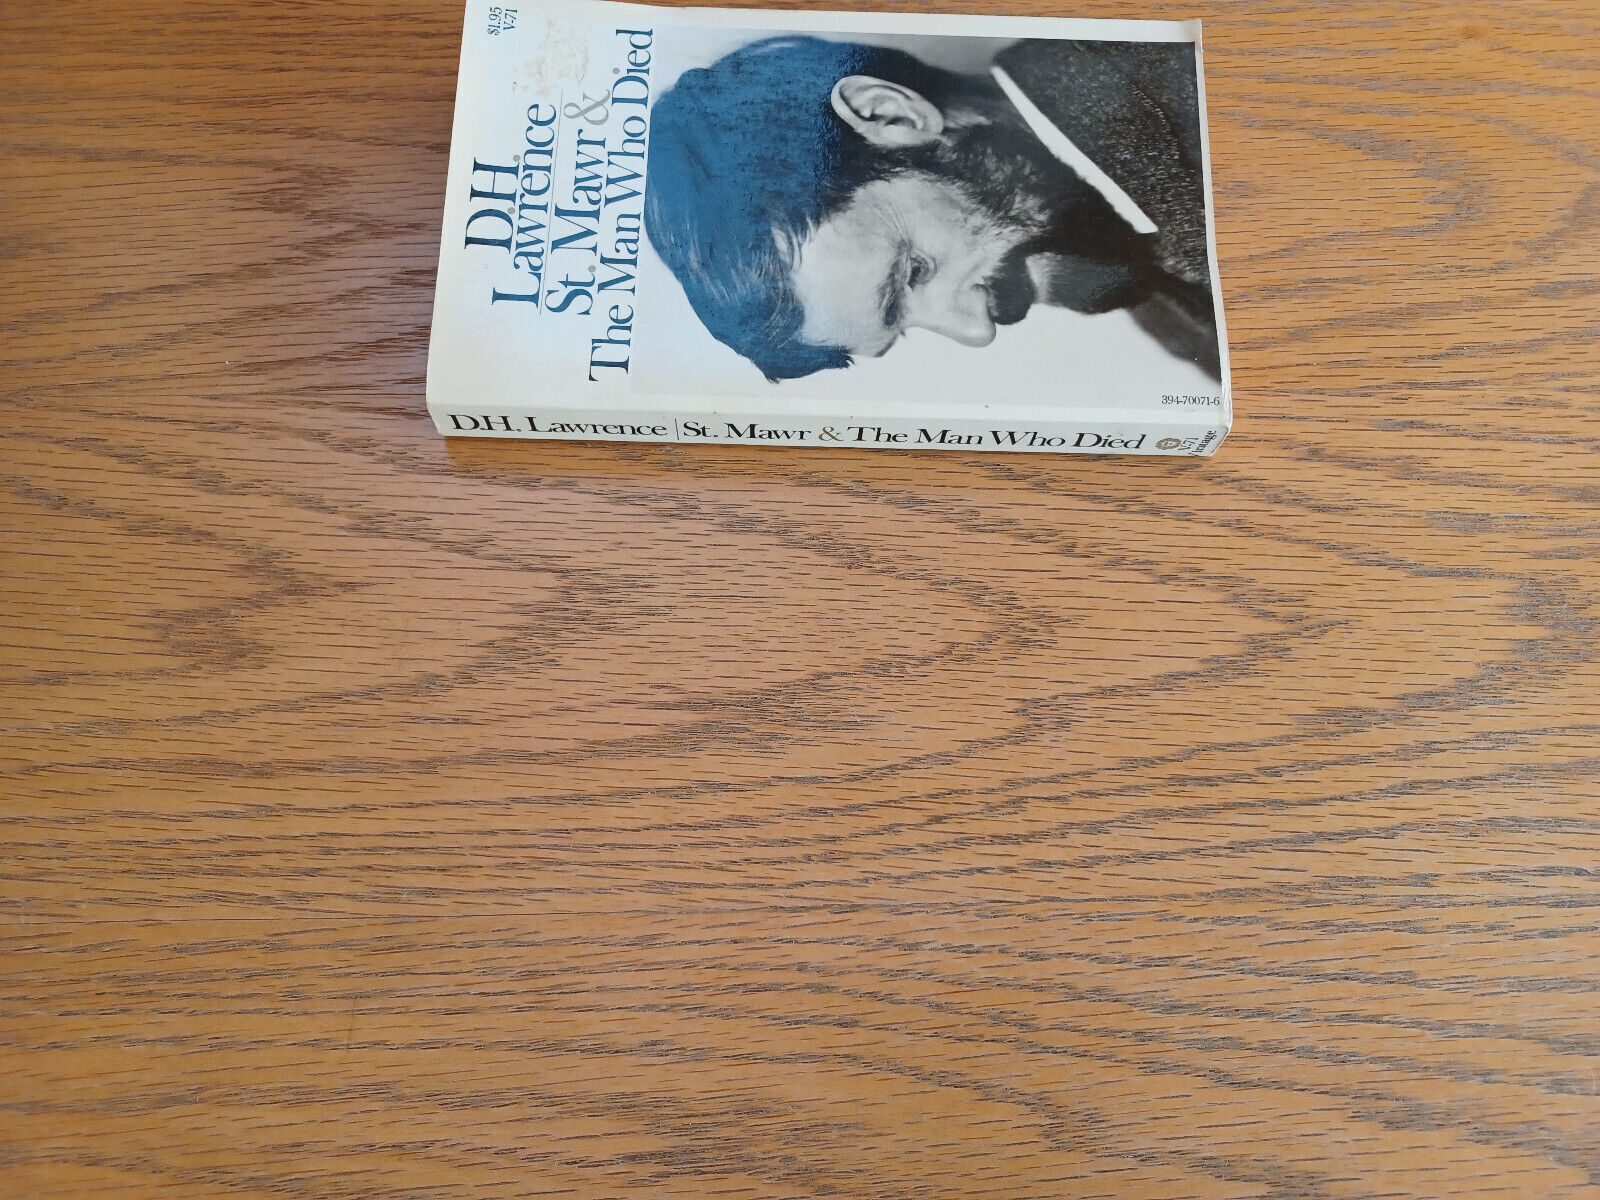 $1.95
V-71
D.H.
Lawrence
St. Mawr &
The Man Who Died
394-70071-6
D.H. Lawrence | St. Mawr & The Man Who Died
V-71
Vintage